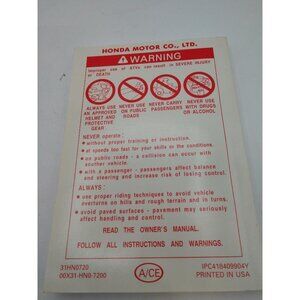 HONDA MOTOR CO., LTD.
WARNING
Improper use of ATVs can result in SEVERE INJURY
or DEATH
ALWAYS USE NEVER USE NEVER CARRY NEVER USE
AN APPROVED ON PUBLIC PASSENGERS WITH DRUGS
HELMET AND ROADS OR ALCOHOL
PROTECTIVE
GEAR
NEVER operate:
• without proper training or instruction.
• at speeds too fast for your skills or the conditions.
• on public roads - a collision can occur with
another vehicle.
• with a passenger - passengers affect balance
and steering and increase risk of losing control.
ALWAYS:
• use proper riding techniques to avoid vehicle
overturns on hills and rough terrain and in turns.
• avoid paved surfaces - pavement may seriously
affect handling and control.
READ THE OWNER'S MANUAL.
FOLLOW ALL INSTRUCTIONS AND WARNINGS.
31HN0720
00X31-HN0-7200
A/CE
IPC418409904Y
PRINTED IN USA